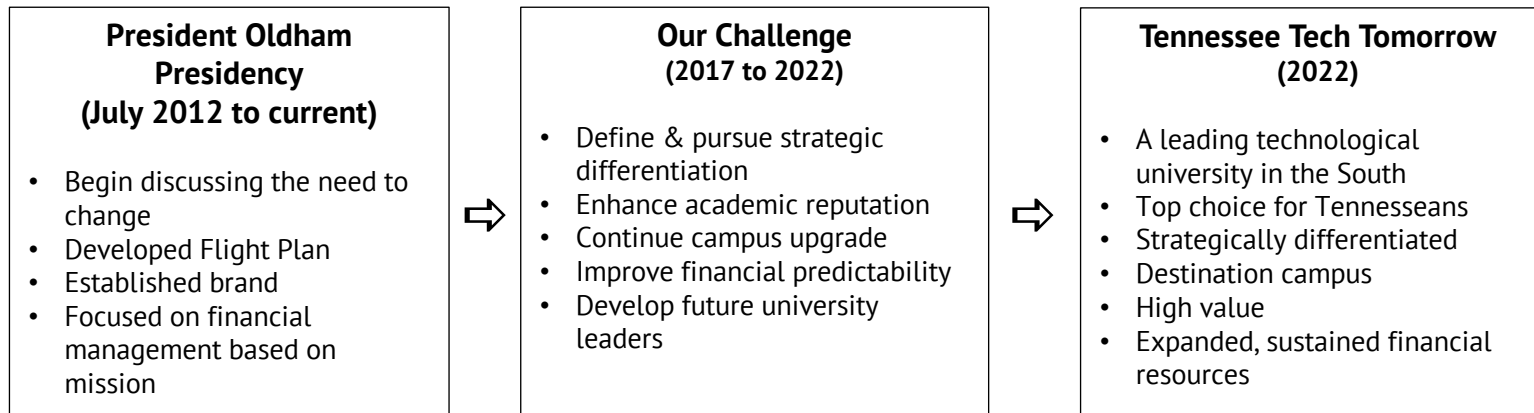 President Oldham
Presidency
(July 2012 to current)
• Begin discussing the need to
change
• Developed Flight Plan
• Established brand
• Focused on financial
management based on
mission
Our Challenge
(2017 to 2022)
• Define & pursue strategic
differentiation
• Enhance academic reputation
• Continue campus upgrade
• Improve financial predictability
• Develop future university
leaders
Tennessee Tech Tomorrow
(2022)
• A leading technological
university in the South
• Top choice for Tennesseans
• Strategically differentiated
• Destination campus
• High value
• Expanded, sustained financial
resources